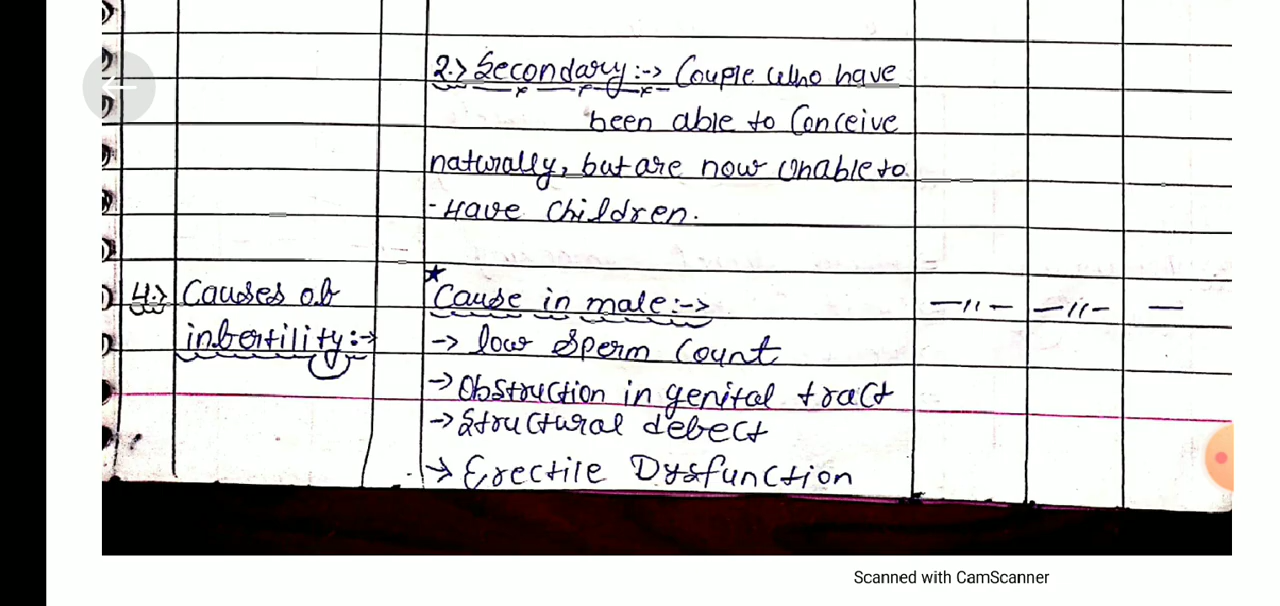 2.> Secondary :-> Couple who have
been able to Conceive
naturally, but are now Unable to
- Have Children.
4.> Causes of
infertility :->
★
Cause in male :->
-> low Sperm Count
-> Obstruction in genital tract
-> Structural defect
-> Erectile Dysfunction
-〃- -〃- -
Scanned with CamScanner